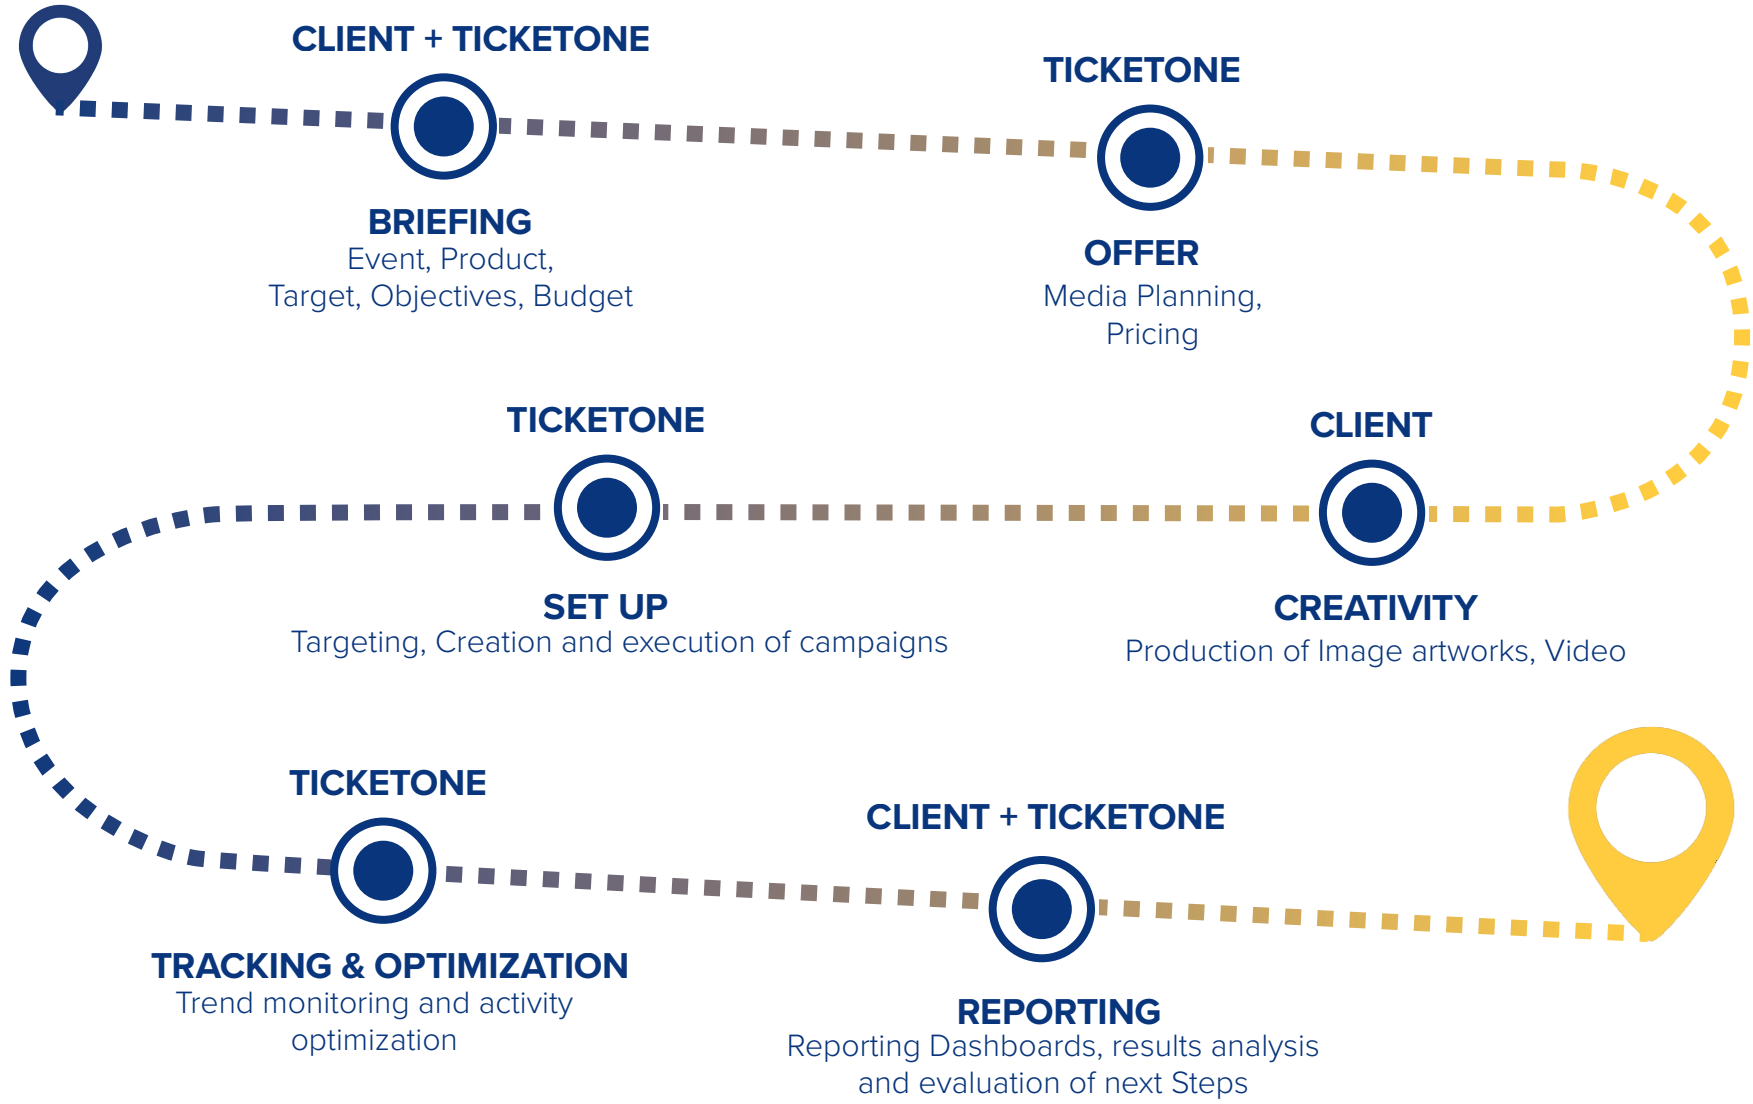 CLIENT + TICKETONE
BRIEFING
Event, Product,
Target, Objectives, Budget
TICKETONE
OFFER
Media Planning,
Pricing
CLIENT
CREATIVITY
Production of Image artworks, Video
TICKETONE
SET UP
Targeting, Creation and execution of campaigns
TICKETONE
TRACKING & OPTIMIZATION
Trend monitoring and activity
optimization
CLIENT + TICKETONE
REPORTING
Reporting Dashboards, results analysis
and evaluation of next Steps